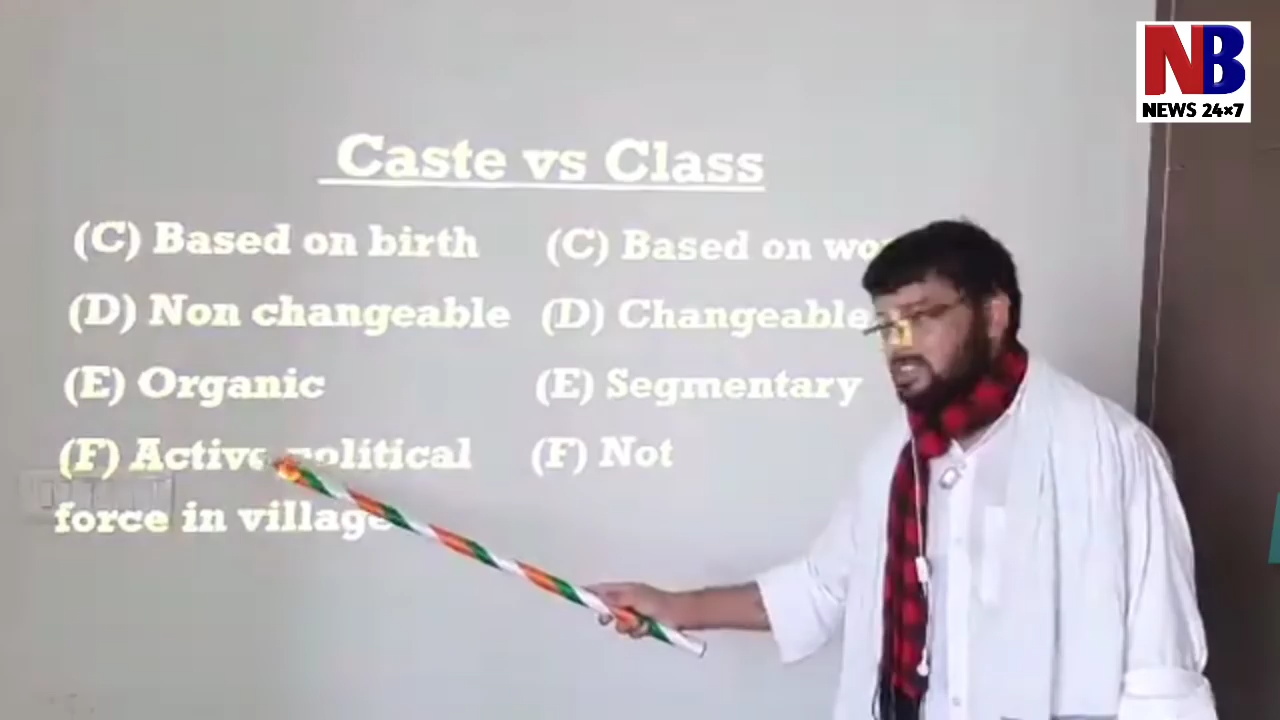 NB
NEWS 24×7
Caste vs Class
(C) Based on birth (C) Based on
(D) Non changeable (D) Changeable
(E) Organic (E) Segmentary
(F) Active political (F) Not
force in village